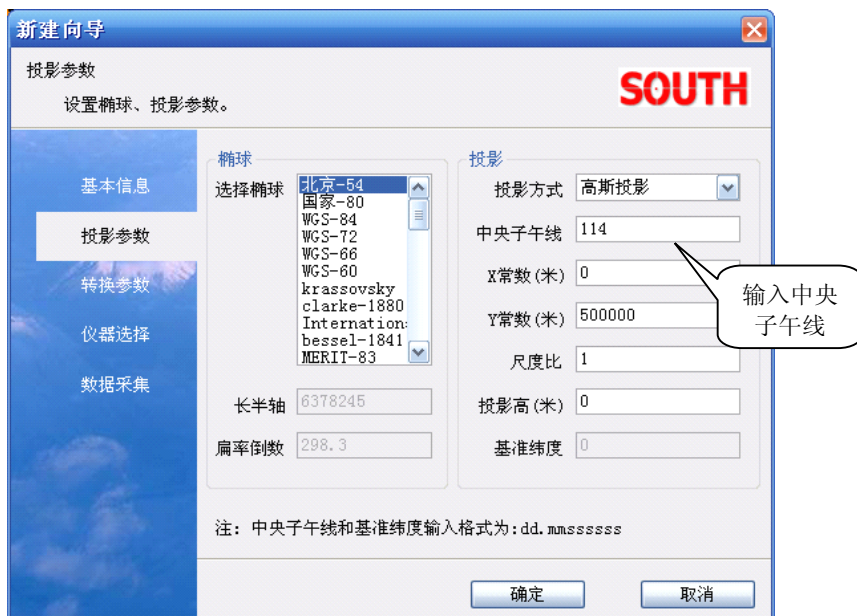 新建向导
投影参数
设置椭球、投影参数。
SOUTH
基本信息
投影参数
转换参数
仪器选择
数据采集
椭球
选择椭球
北京-54
国家-80
WGS-84
WGS-72
WGS-66
WGS-60
krassovsky
clarke-1880
Internation:
bessel-1841
MERIT-83
长半轴 6378245
扁率倒数 298.3
投影
投影方式 高斯投影
中央子午线 114
X常数(米) 0
Y常数(米) 500000
尺度比 1
投影高(米) 0
基准纬度 0
输入中央
子午线
注: 中央子午线和基准纬度输入格式为:dd.mmssssss
确定
取消